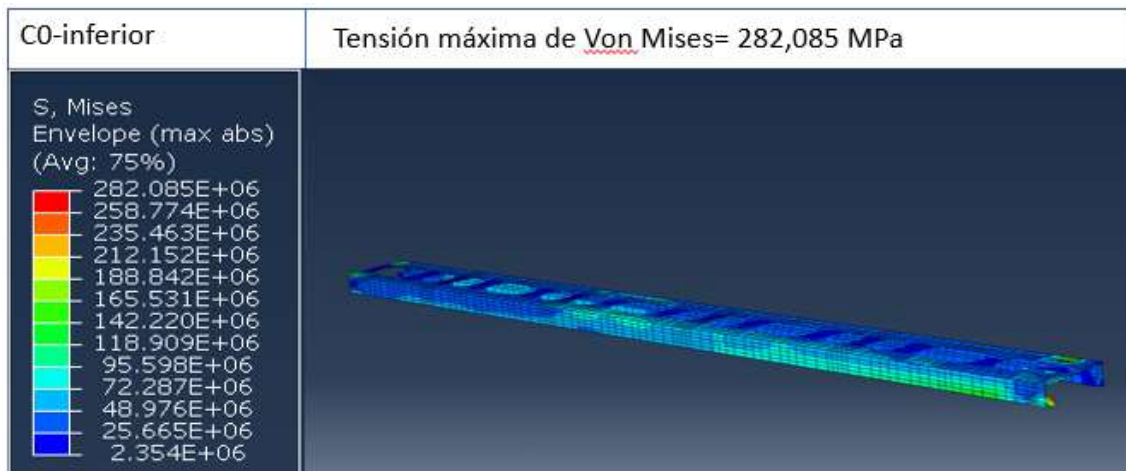 C0-inferior
Tensión máxima de Von Mises= 282,085 MPa
S, Mises
Envelope (max abs)
(Avg: 75%)
282.085E+06
258.774E+06
235.463E+06
212.152E+06
188.842E+06
165.531E+06
142.220E+06
118.909E+06
95.598E+06
72.287E+06
48.976E+06
25.665E+06
2.354E+06